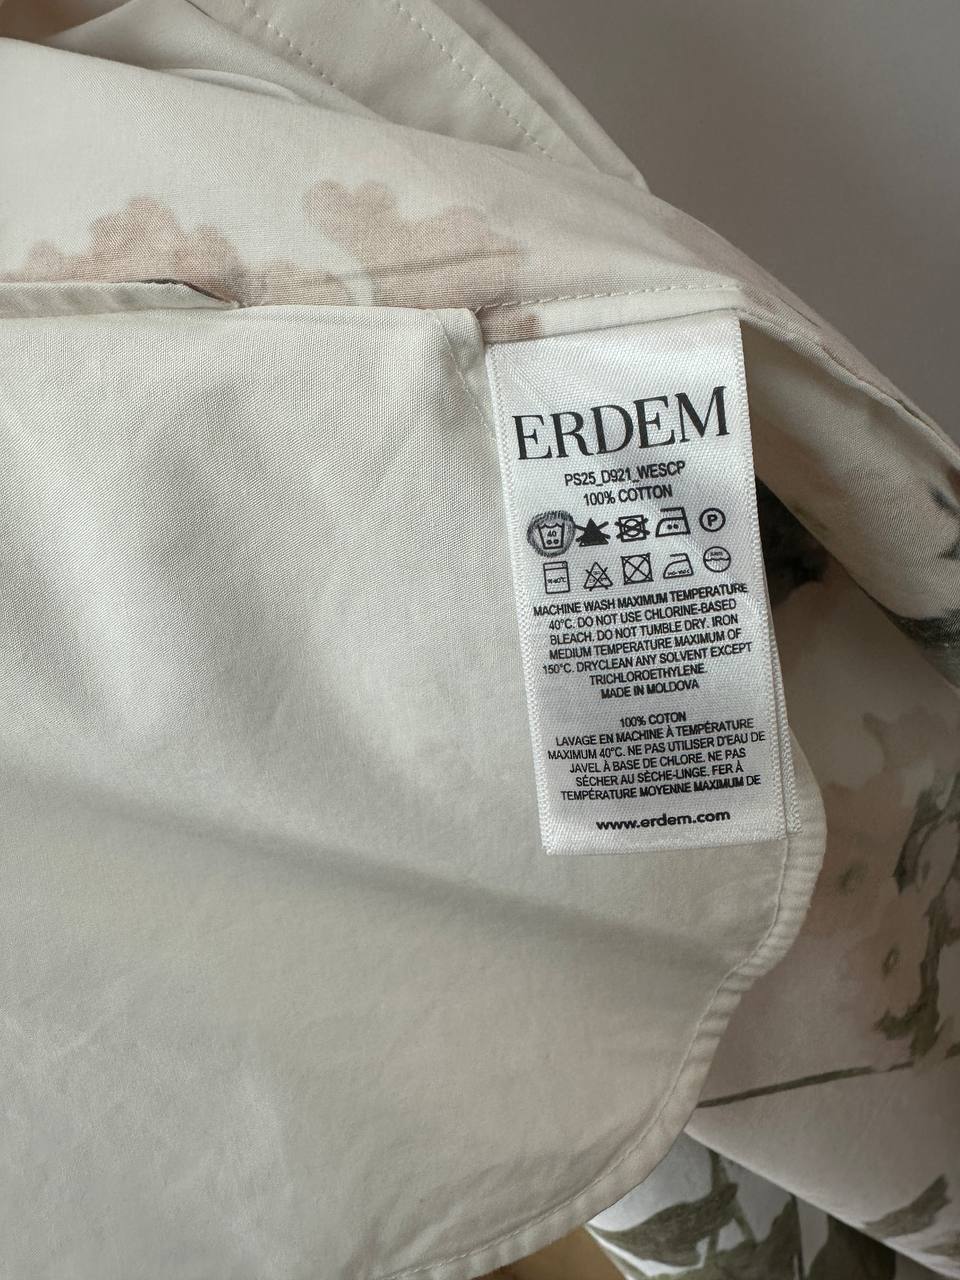 ERDEM
PS25_D921_WESCP
100% COTTON
40
P
MACHINE WASH MAXIMUM TEMPERATURE
40°C. DO NOT USE CHLORINE-BASED
BLEACH. DO NOT TUMBLE DRY. IRON
MEDIUM TEMPERATURE MAXIMUM OF
150°C. DRYCLEAN ANY SOLVENT EXCEPT
TRICHLOROETHYLENE
MADE IN MOLDOVA
100% COTON
LAVAGE EN MACHINE À TEMPÉRATURE
MAXIMUM 40°C. NE PAS UTILISER D'EAU DE
JAVEL À BASE DE CHLORE. NE PAS
SÉCHER AU SÈCHE-LINGE. FER À
TEMPÉRATURE MOYENNE MAXIMUM DE
www.erdem.com